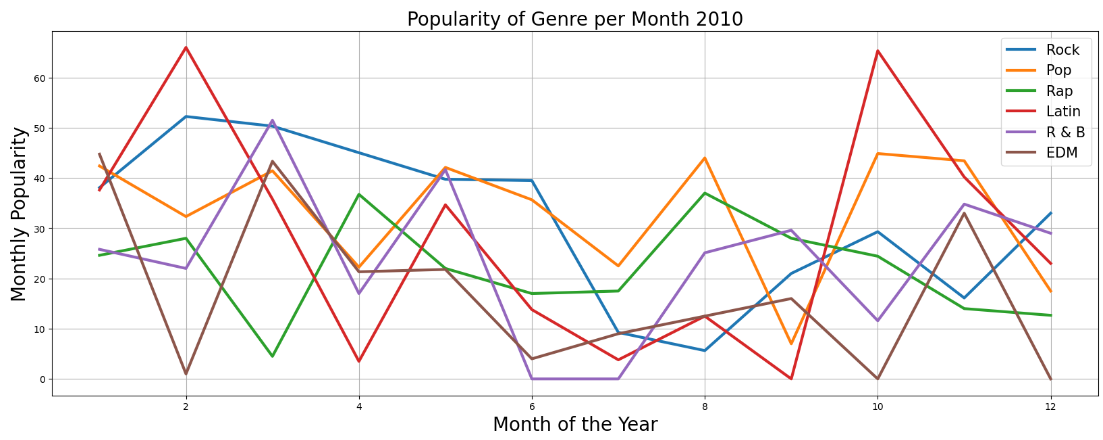 Popularity of Genre per Month 2010
Monthly Popularity
60
50
40
30
20
10
0
2
4
6
8
10
12
Month of the Year
Rock
Pop
Rap
Latin
R & B
EDM